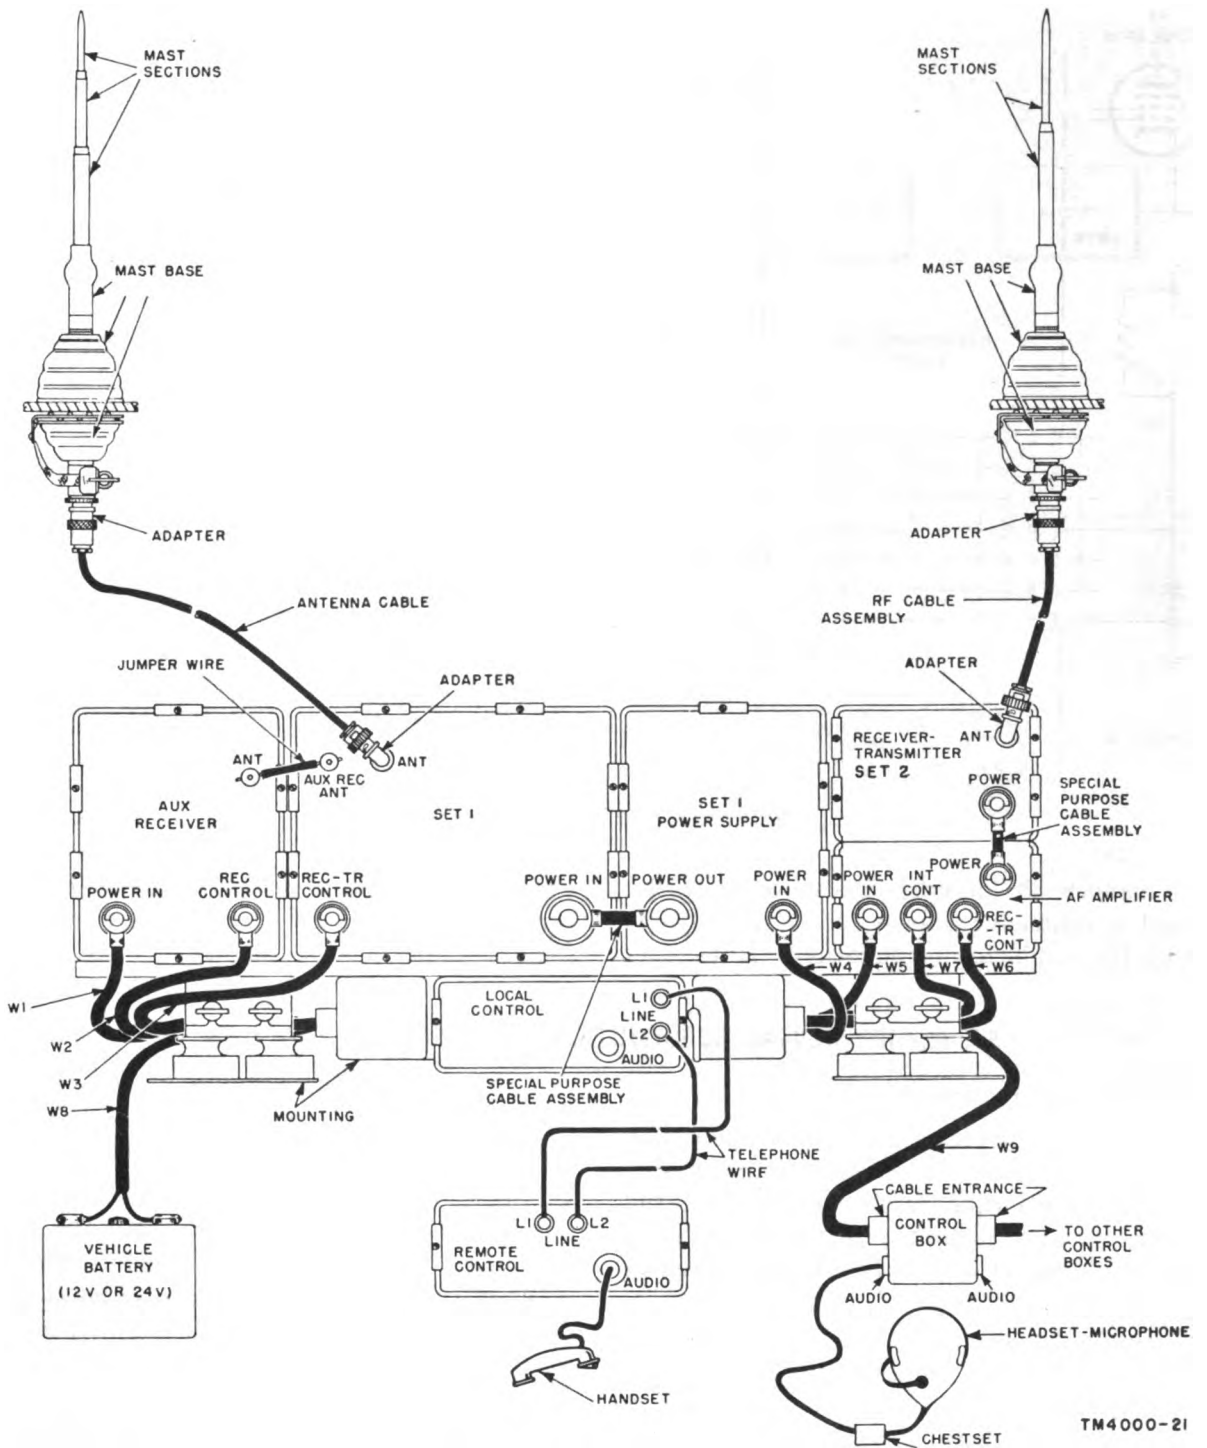 MAST
SECTIONS
MAST
SECTIONS
MAST BASE
MAST BASE
ADAPTER
ADAPTER
ANTENNA CABLE
RF CABLE
ASSEMBLY
JUMPER WIRE
ADAPTER
ADAPTER
ANT
AUX REC
ANT
ANT
ANT
AUX
RECEIVER
SET 1
SET 1
POWER SUPPLY
RECEIVER-
TRANSMITTER
SET 2
POWER
SPECIAL
PURPOSE
CABLE
ASSEMBLY
POWER
AF AMPLIFIER
POWER IN
REC
CONTROL
REC-TR
CONTROL
POWER IN
POWER OUT
POWER
IN
POWER
IN
INT
CONT
REC-
-TR
CONT
W4
W5
W7
W6
W1
W2
W3
W8
LOCAL
CONTROL
L1
LINE
L2
AUDIO
MOUNTING
SPECIAL PURPOSE
CABLE ASSEMBLY
TELEPHONE
WIRE
W9
CABLE ENTRANCE
CONTROL
BOX
TO OTHER
CONTROL
BOXES
AUDIO
AUDIO
VEHICLE
BATTERY
(12V OR 24V)
L1
L2
LINE
REMOTE
CONTROL
AUDIO
HANDSET
HEADSET-MICROPHONE
CHESTSET
TM4000-21